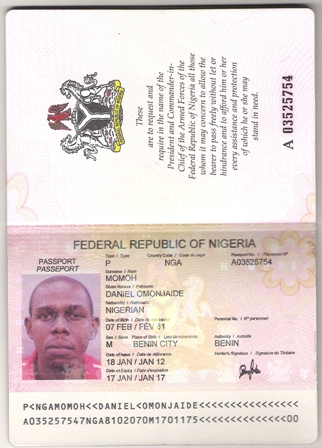 These
are to request and
require in the name of the
President and Commander-in-
Chief of the Armed Forces of the
Federal Republic of Nigeria all those
whom it may concern to allow the
bearer to pass freely without let or
hindrance and to afford him or her
every assistance and protection
of which he or she may
stand in need.
A 03525754
FEDERAL REPUBLIC OF NIGERIA
PASSPORT
PASSEPORT
Type / Type Country Code / Code du pays Passport No. / Passeport N°
P NGA A03525754
Surname / Nom
MOMOH
Given Names / Prénoms
DANIEL OMONJAIDE
Nationality / Nationalité
NIGERIAN
Date of Birth / Date de naissance Personal No. / N° personnel
07 FEB / FÉV 81
Sex / Sexe Place of Birth / Lieu de naissance Authority / Autorité
M BENIN CITY BENIN
Date of Issue / Date de délivrance Holder's Signature / Signature du Titulaire
18 JAN / JAN 12
Date of Expiry / Date d'expiration
17 JAN / JAN 17
P<NGAMOMOH<<DANIEL<OMONJAIDE<<<<<<<<<<<<<<<<
A035257547NGA8102070M1701175<<<<<<<<<<<<<<00